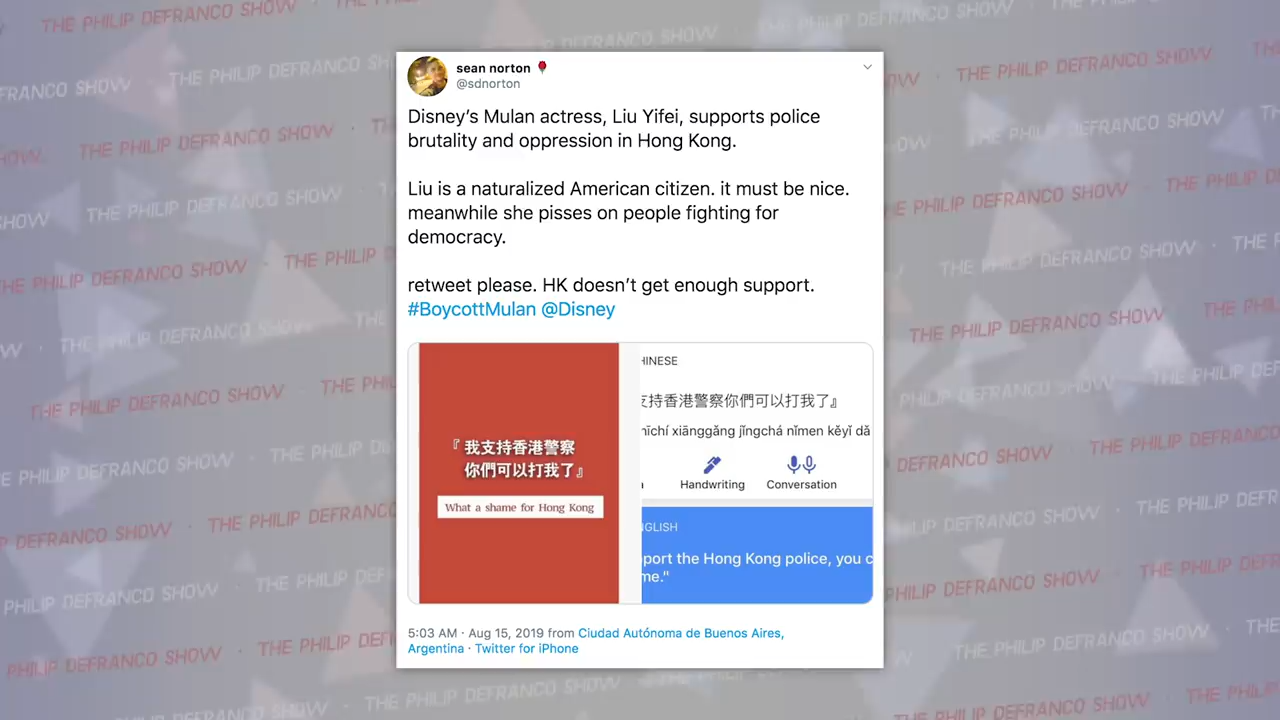 THE PHILIP DEFRANCO SHOW
sean norton
@sdnorton
Disney’s Mulan actress, Liu Yifei, supports police
brutality and oppression in Hong Kong.
Liu is a naturalized American citizen. it must be nice.
meanwhile she pisses on people fighting for
democracy.
retweet please. HK doesn’t get enough support.
#BoycottMulan @Disney
『 我支持香港警察
你們可以打我了』
What a shame for Hong Kong
持香港警察你們可以打我了』
xiānggǎng jǐngchá nǐmen kěyǐ dǎ
Handwriting
Conversation
port the Hong Kong police, you c
me."
5:03 AM · Aug 15, 2019 from Ciudad Autónoma de Buenos Aires,
Argentina · Twitter for iPhone